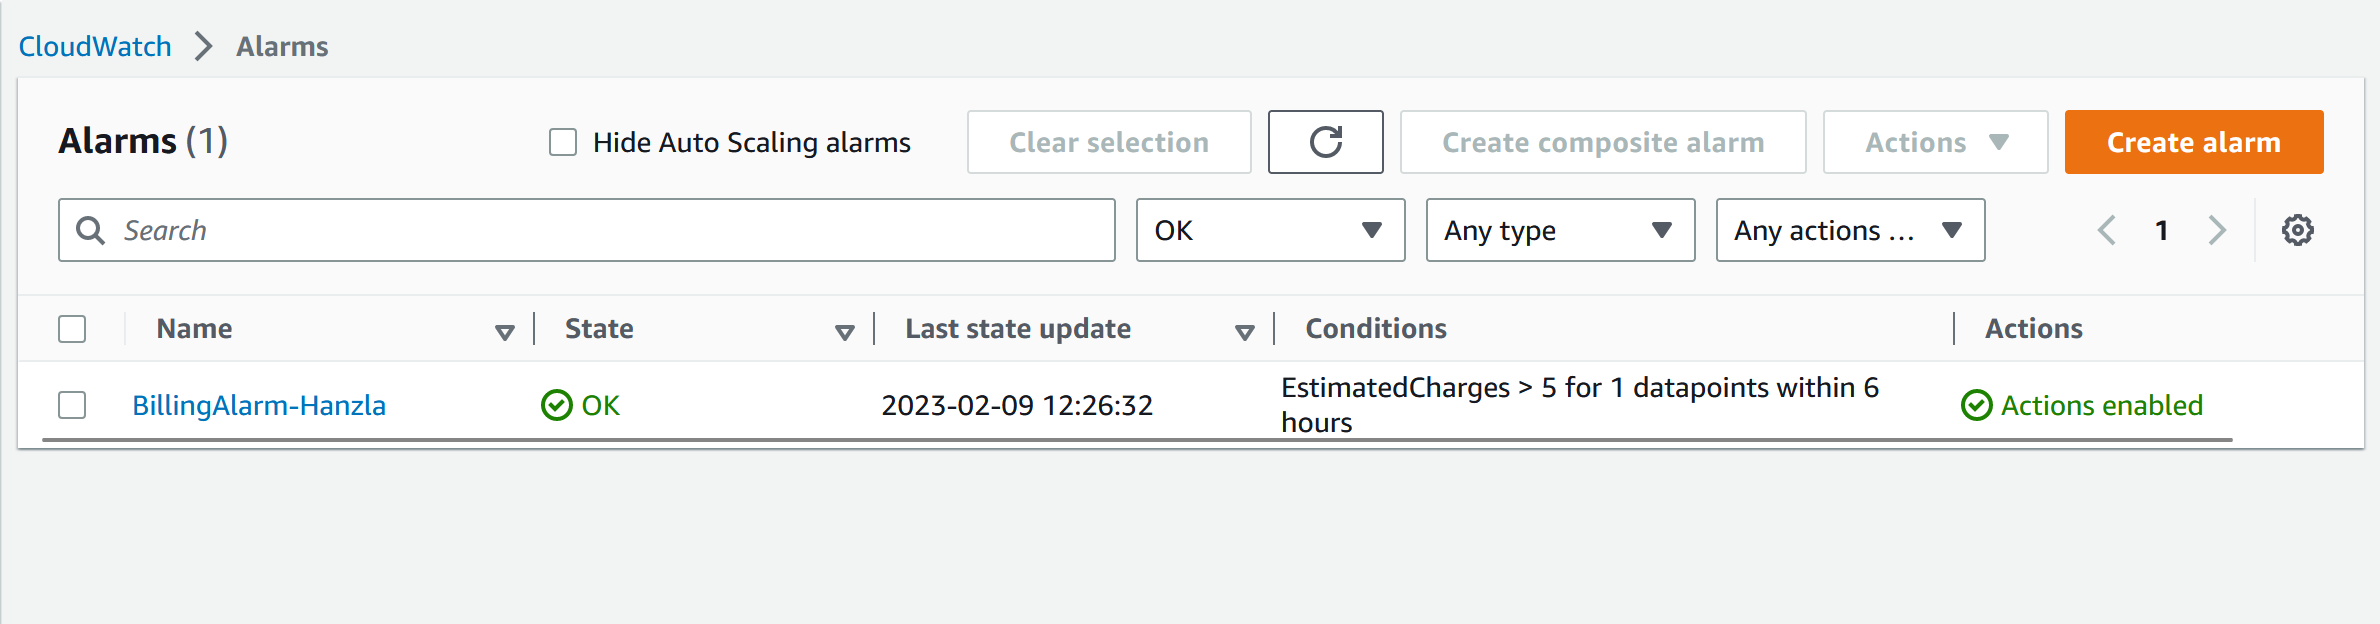 CloudWatch Alarms
Alarms (1)
Hide Auto Scaling alarms
Clear selection
Create composite alarm
Actions
Create alarm
Search
OK
Any type
Any actions ...
1
Name State Last state update Conditions Actions
BillingAlarm-Hanzla OK 2023-02-09 12:26:32 EstimatedCharges > 5 for 1 datapoints within 6
hours
Actions enabled